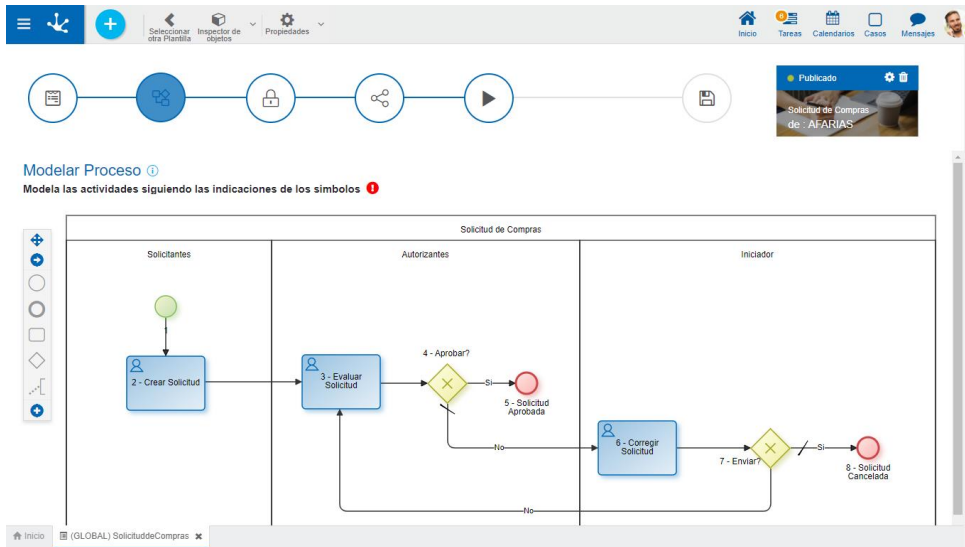 Seleccionar
otra Plantilla
Inspector de
objetos
Propiedades
Inicio
6
Tareas
Calendarios
Casos
Mensajes
Publicado
Solicitud de Compras
de : AFARIAS
Modelar Proceso
Modela las actividades siguiendo las indicaciones de los simbolos
Solicitud de Compras
Solicitantes
Autorizantes
Iniciador
1
2 - Crear Solicitud
3 - Evaluar
Solicitud
4 - Aprobar?
Si
5 - Solicitud
Aprobada
No
6 - Corregir
Solicitud
7 - Enviar?
Si
8 - Solicitud
Cancelada
No
Inicio
(GLOBAL) SolicituddeCompras